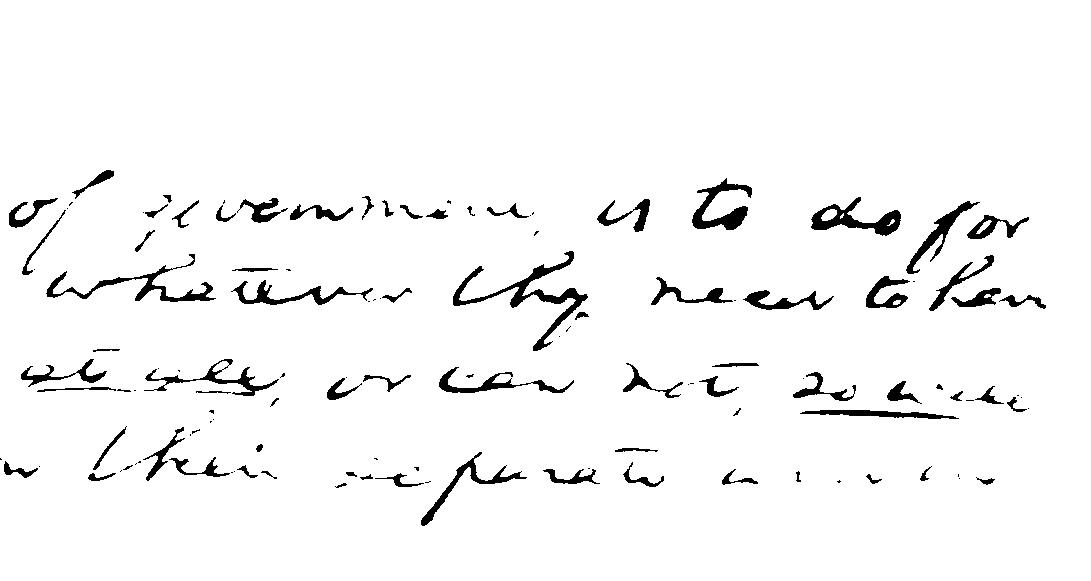 of government, is to do for
whatever they need to have
at all, or can not, so well
in their separate